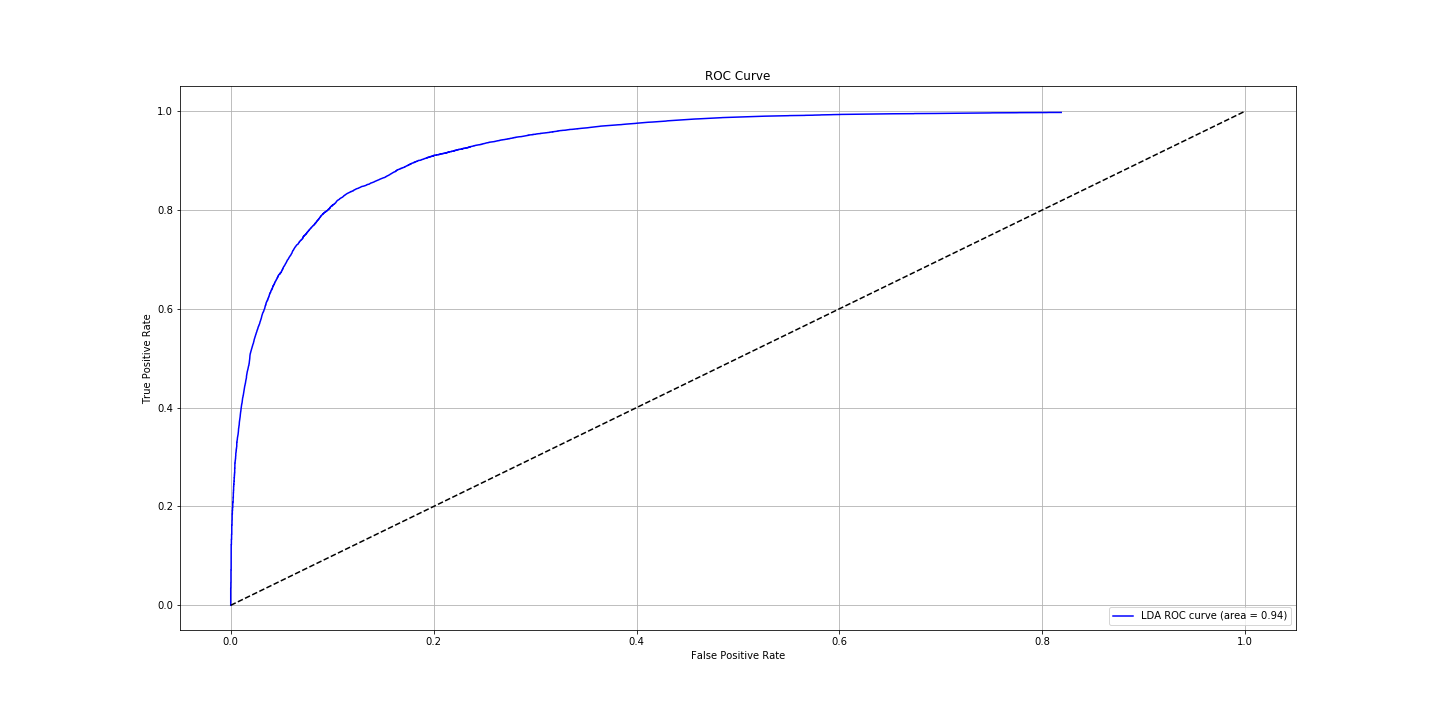 ROC Curve
1.0
0.8
0.6
0.4
0.2
0.0
True Positive Rate
LDA ROC curve (area = 0.94)
0.0 0.2 0.4 0.6 0.8 1.0
False Positive Rate